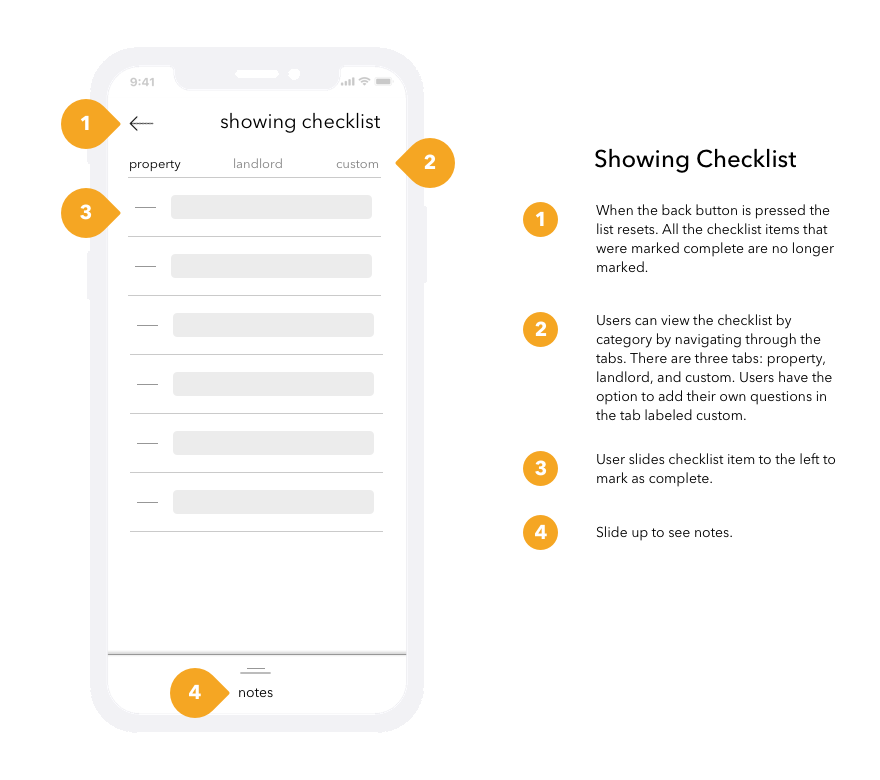 9:41
1
showing checklist
property landlord custom
2
3
4
notes
Showing Checklist
1
When the back button is pressed the
list resets. All the checklist items that
were marked complete are no longer
marked.
2
Users can view the checklist by
category by navigating through the
tabs. There are three tabs: property,
landlord, and custom. Users have the
option to add their own questions in
the tab labeled custom.
3
User slides checklist item to the left to
mark as complete.
4
Slide up to see notes.